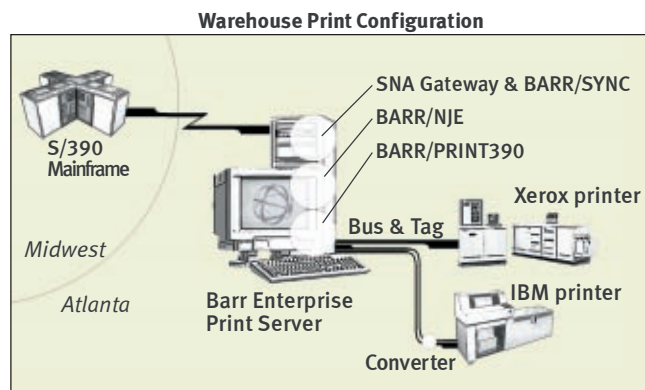 Warehouse Print Configuration
SNA Gateway & BARR/SYNC
BARR/NJE
BARR/PRINT390
S/390
Mainframe
Xerox printer
Bus & Tag
Midwest
Atlanta
Barr Enterprise
Print Server
IBM printer
Converter